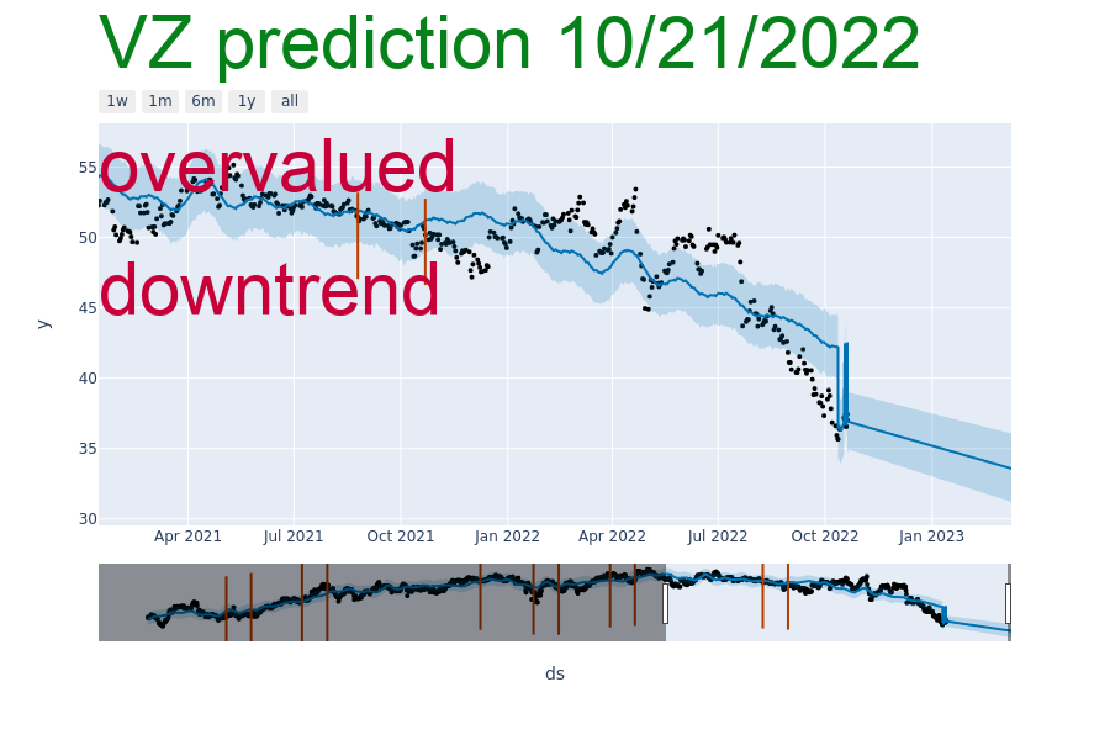 VZ prediction 10/21/2022
1w 1m 6m 1y all
overvalued
downtrend
55
50
45
40
35
30
y
Apr 2021 Jul 2021 Oct 2021 Jan 2022 Apr 2022 Jul 2022 Oct 2022 Jan 2023
ds